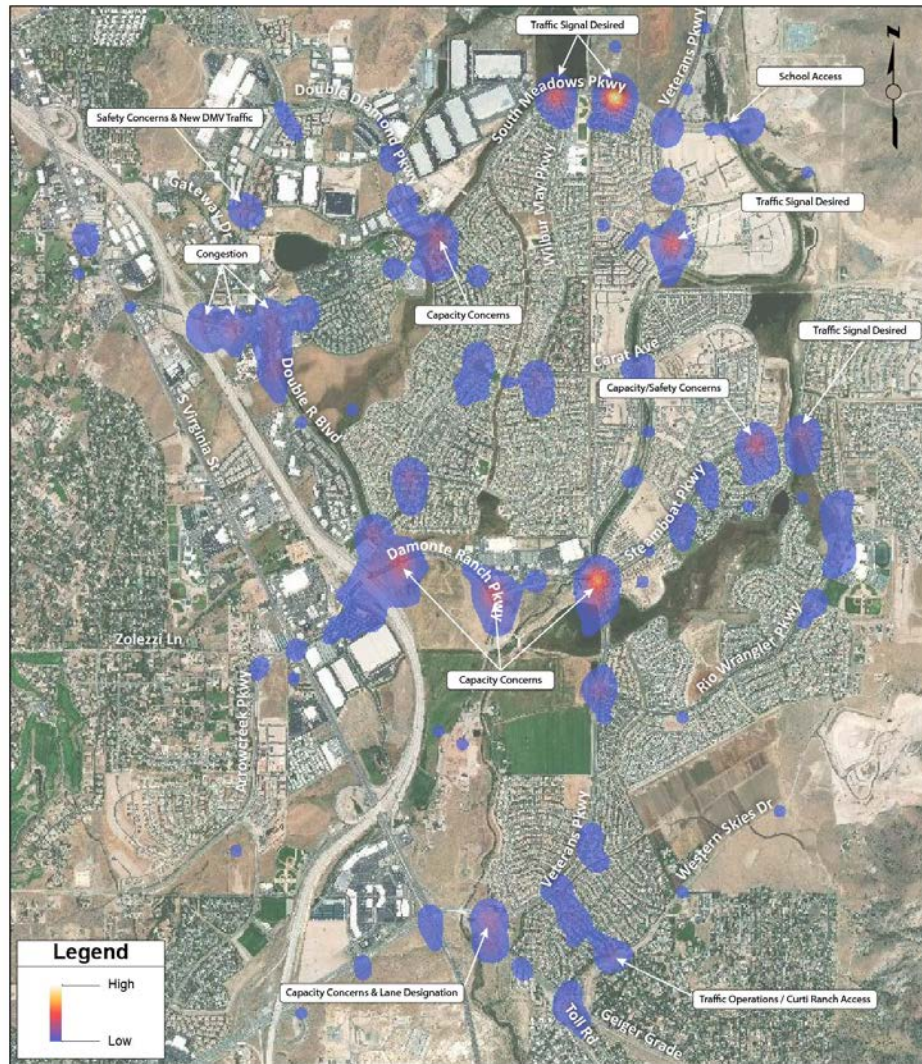 Traffic Signal Desired
Veterans Pkwy
School Access
Double Diamond Pkwy
South Meadows Pkwy
Safety Concerns & New DMV Traffic
Gateway Dr
Wilbur May Pkwy
Traffic Signal Desired
Congestion
Capacity Concerns
Traffic Signal Desired
Carat Ave
Capacity/Safety Concerns
Double R Blvd
S Virginia St
Steamboat Pkwy
Damonte Ranch Pkwy
Zolezzi Ln
Capacity Concerns
Rio Wrangler Pkwy
Arrowcreek Pkwy
Western Skies Dr
Veterans Pkwy
Legend
High
Low
Capacity Concerns & Lane Designation
Traffic Operations / Curti Ranch Access
Toll Rd
Geiger Grade